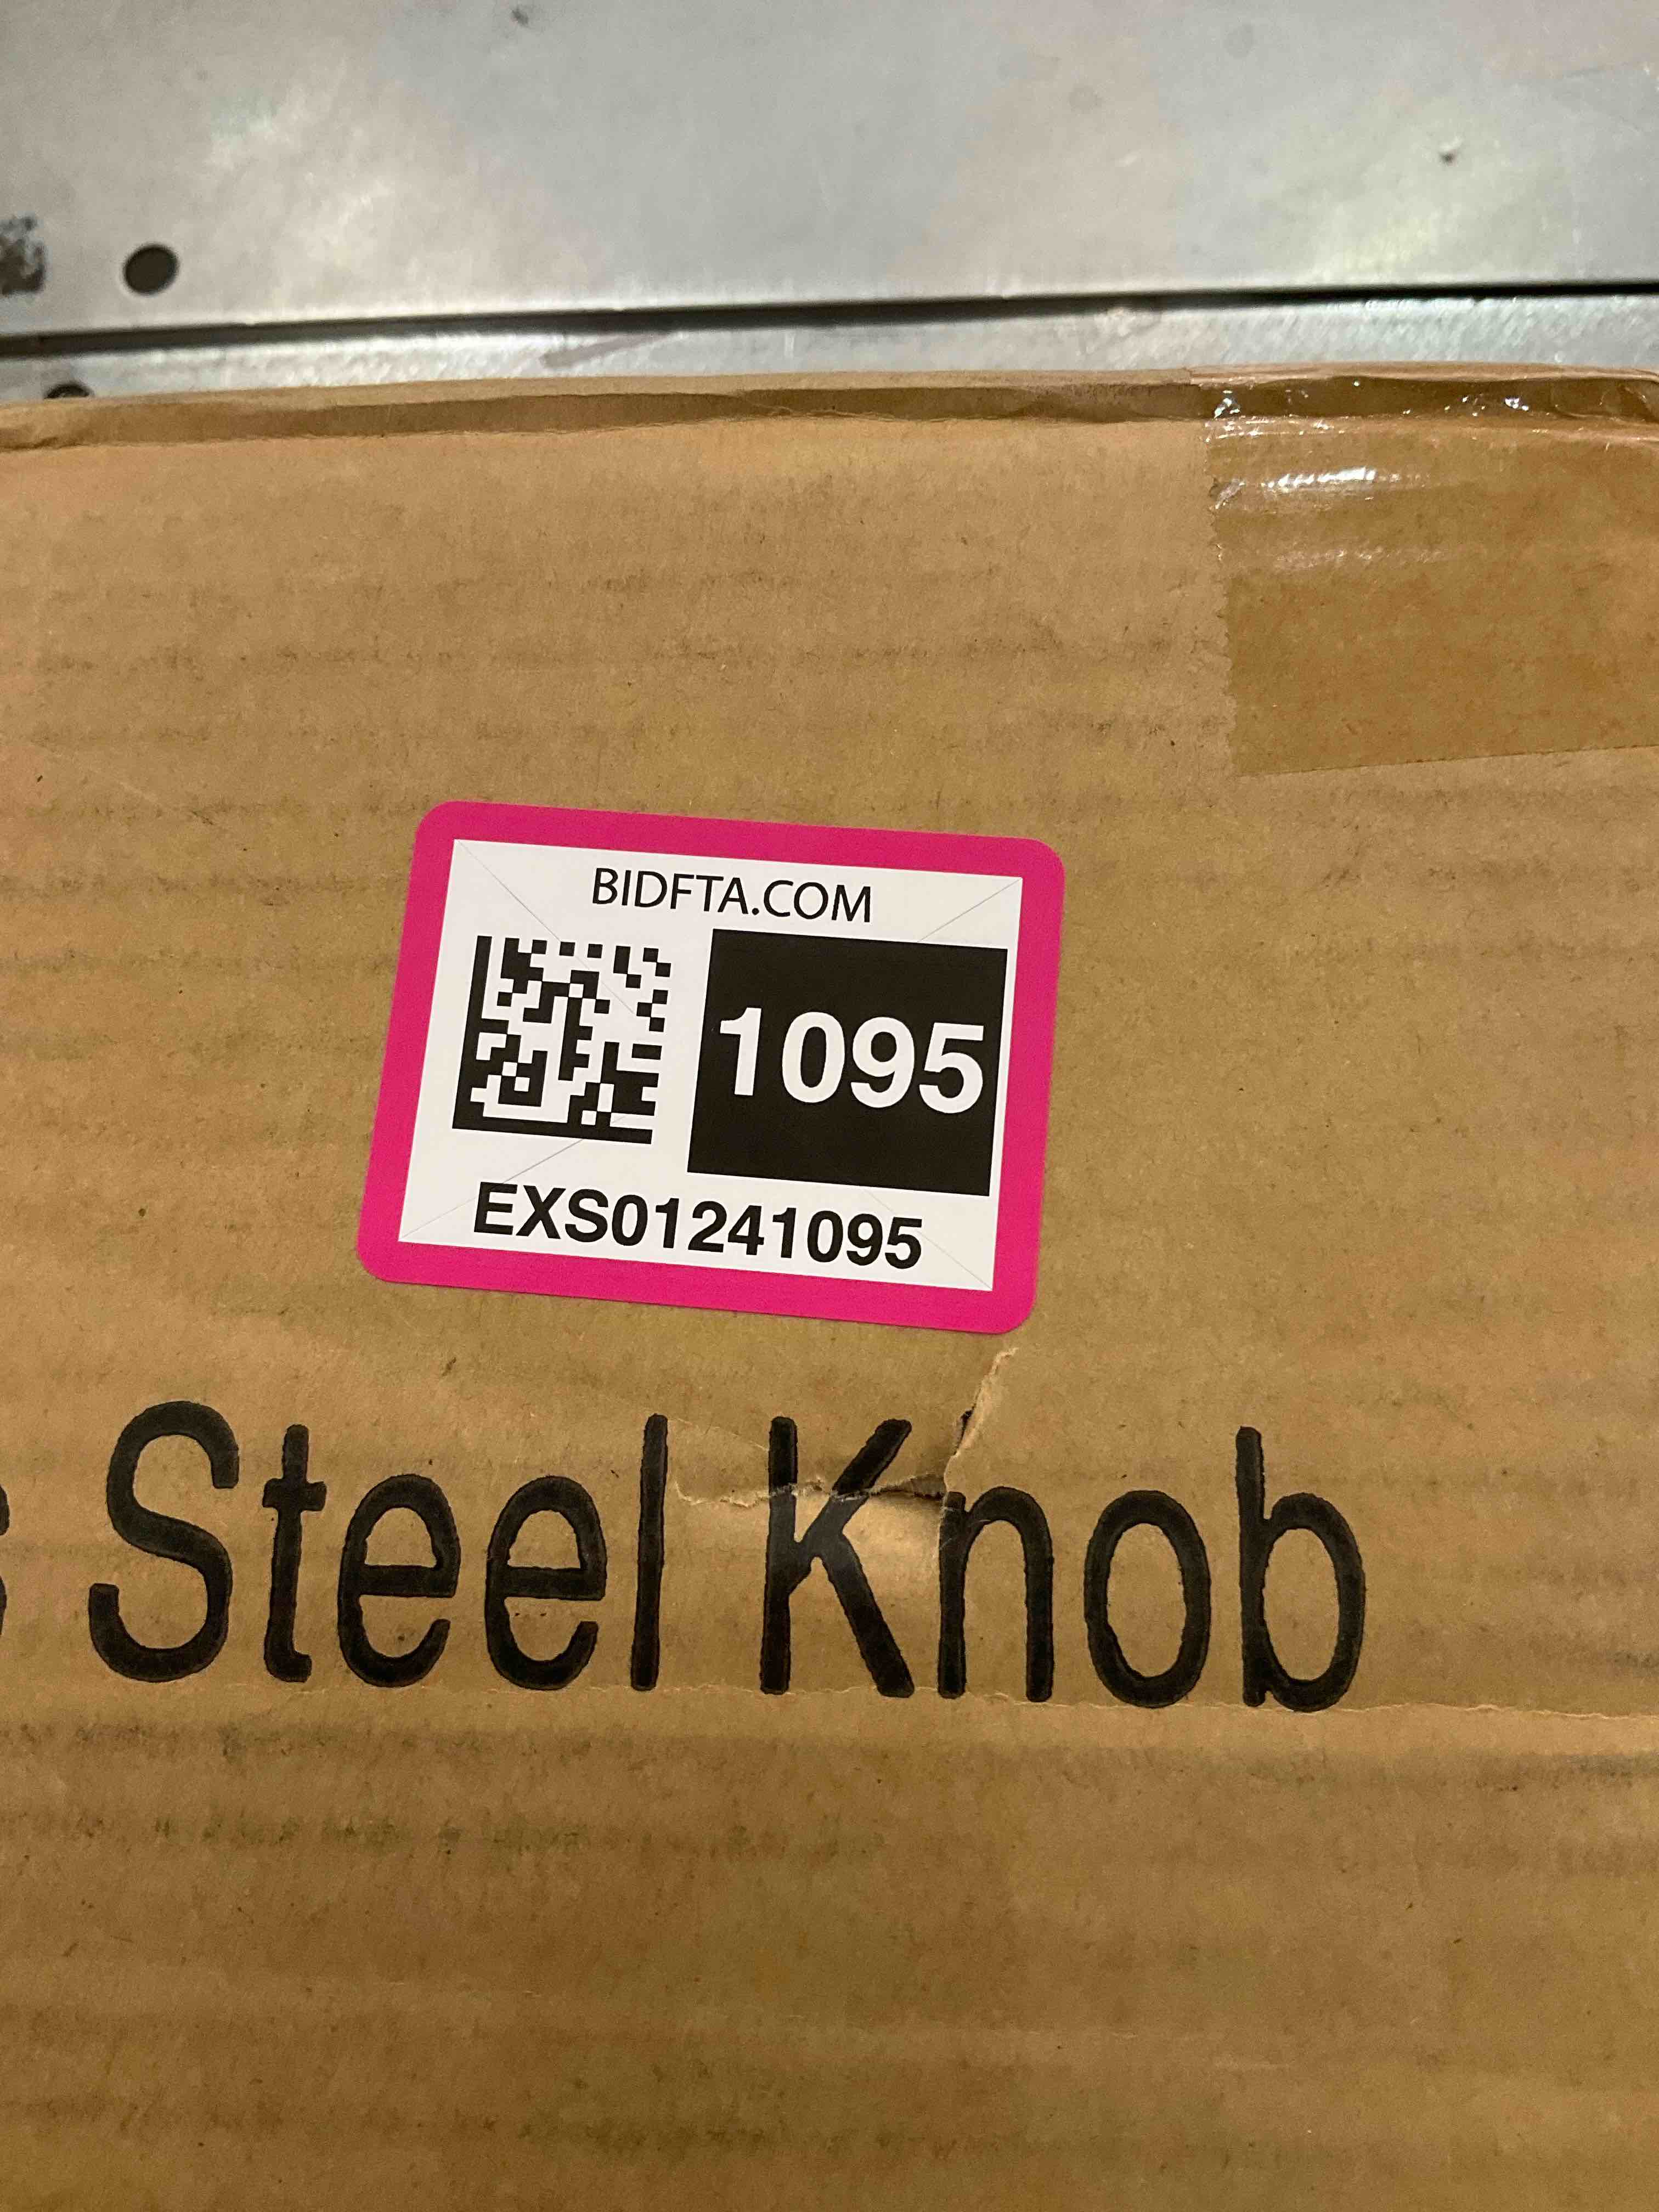 BIDFTA.COM
1095
EXS01241095
s Steel Knob